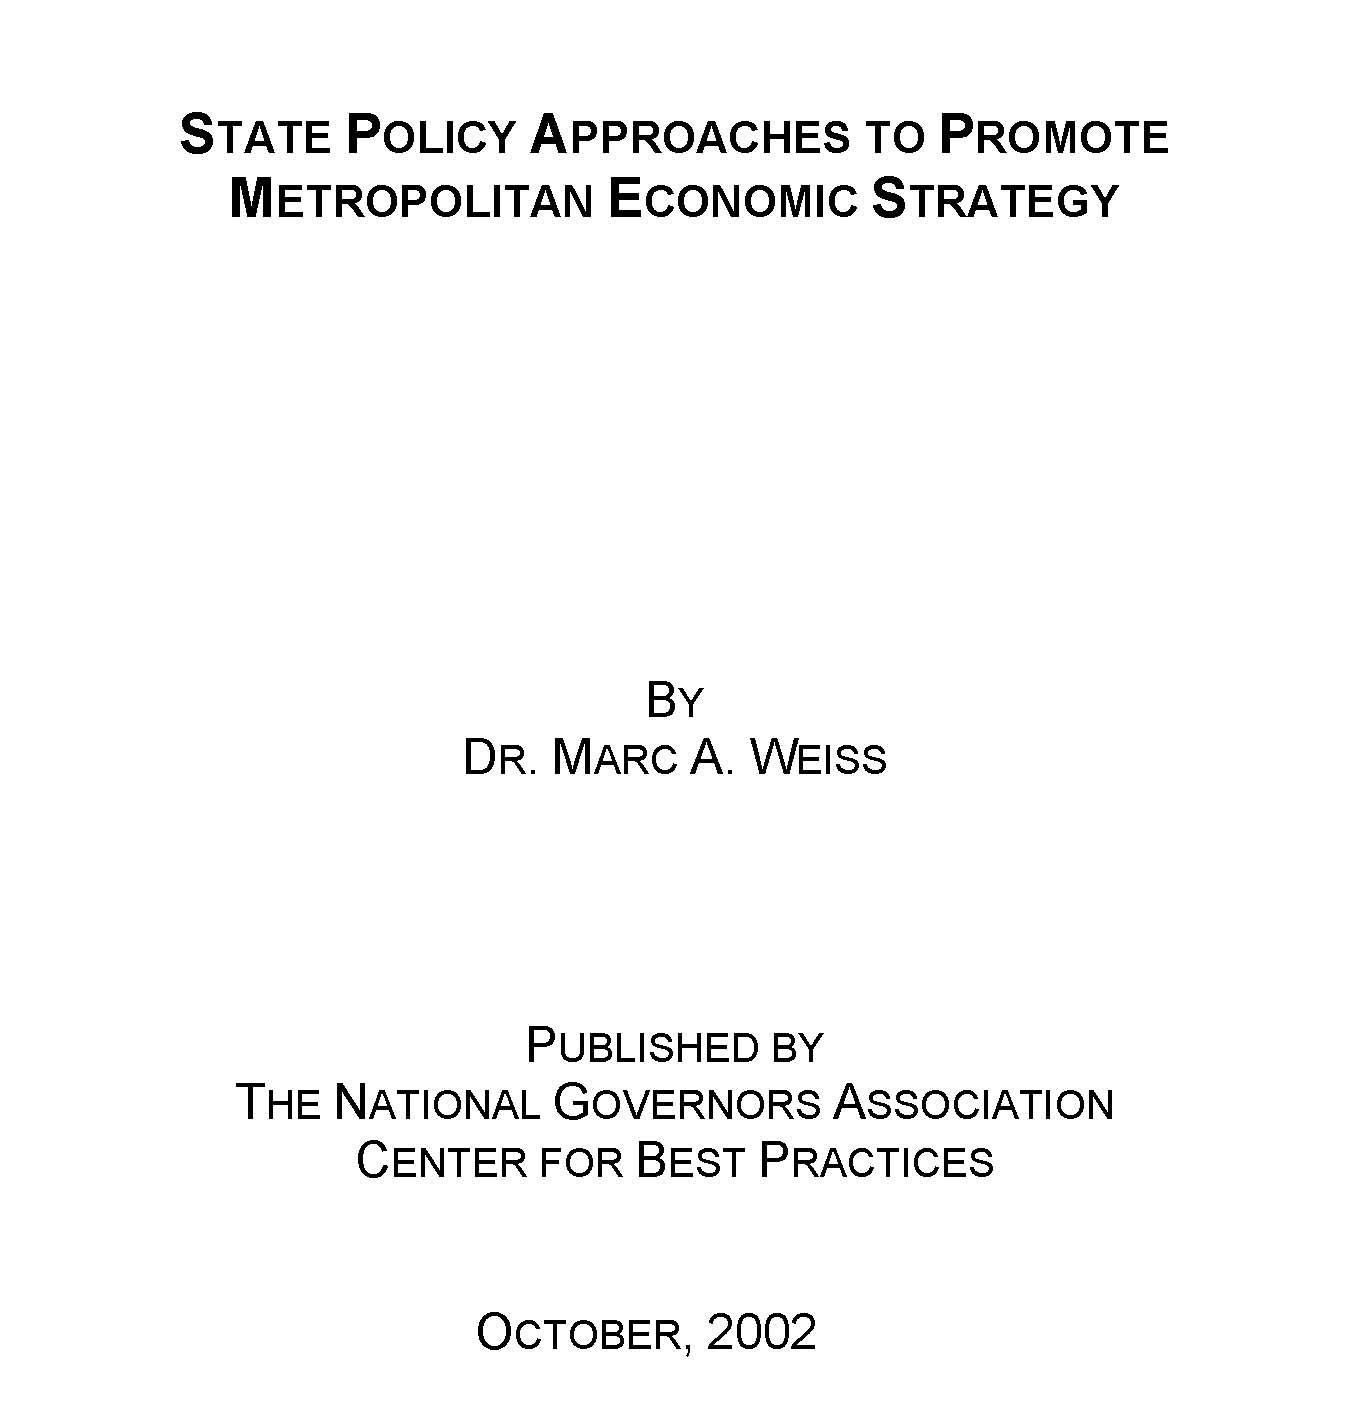 STATE POLICY APPROACHES TO PROMOTE
METROPOLITAN ECONOMIC STRATEGY
BY
DR. MARC A. WEISS
PUBLISHED BY
THE NATIONAL GOVERNORS ASSOCIATION
CENTER FOR BEST PRACTICES
OCTOBER, 2002